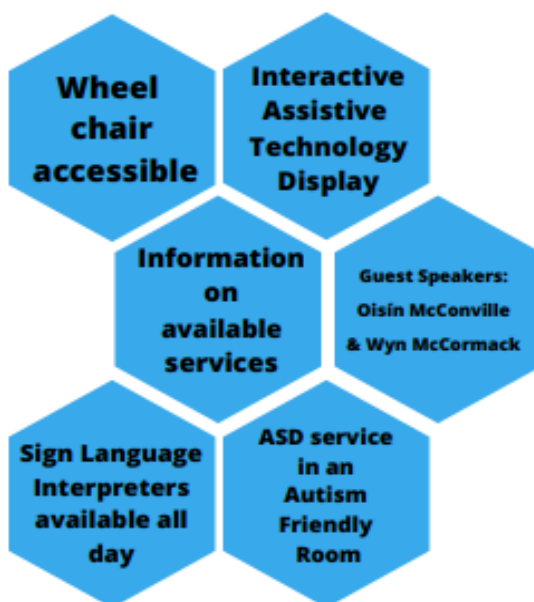 Wheel
chair
accessible
Interactive
Assistive
Technology
Display
Information
on
available
services
Guest Speakers:
Oisín McConville
& Wyn McCormack
Sign Language
Interpreters
available all
day
ASD service
in an
Autism
Friendly
Room